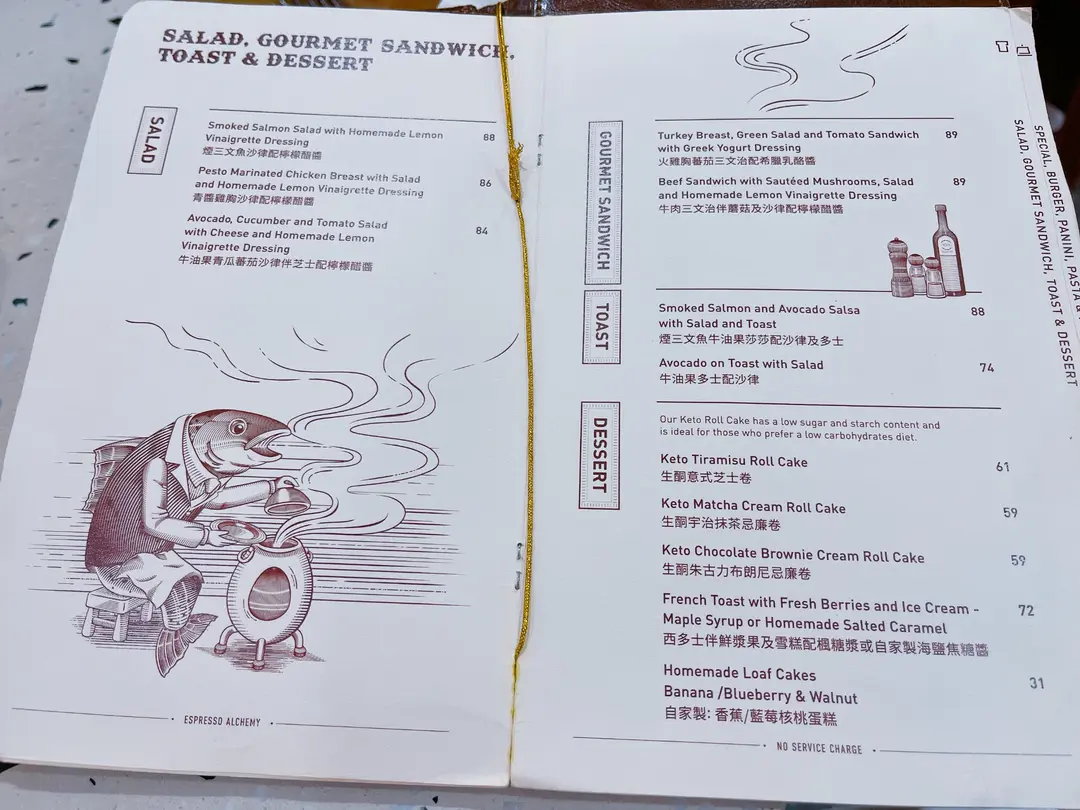 SALAD, GOURMET SANDWICH,
TOAST & DESSERT
SALAD
Smoked Salmon Salad with Homemade Lemon
Vinaigrette Dressing
88
煙三文魚沙律配檸檬醋醬
Pesto Marinated Chicken Breast with Salad
and Homemade Lemon Vinaigrette Dressing
86
青醬雞胸沙律配檸檬醋醬
Avocado, Cucumber and Tomato Salad
with Cheese and Homemade Lemon
Vinaigrette Dressing
84
牛油果青瓜蕃茄沙律伴芝士配檸檬醋醬
ESPRESSO ALCHEMY
GOURMET SANDWICH
Turkey Breast, Green Salad and Tomato Sandwich
with Greek Yogurt Dressing
89
火雞胸蕃茄三文治配希臘乳酪醬
Beef Sandwich with Sautéed Mushrooms, Salad
and Homemade Lemon Vinaigrette Dressing
89
牛肉三文治伴蘑菇及沙律配檸檬醋醬
TOAST
Smoked Salmon and Avocado Salsa
with Salad and Toast
88
煙三文魚牛油果莎莎配沙律及多士
Avocado on Toast with Salad
74
牛油果多士配沙律
DESSERT
Our Keto Roll Cake has a low sugar and starch content and
is ideal for those who prefer a low carbohydrates diet.
Keto Tiramisu Roll Cake
61
生酮意式芝士卷
Keto Matcha Cream Roll Cake
59
生酮宇治抹茶忌廉卷
Keto Chocolate Brownie Cream Roll Cake
59
生酮朱古力布朗尼忌廉卷
French Toast with Fresh Berries and Ice Cream -
Maple Syrup or Homemade Salted Caramel
72
西多士伴鮮漿果及雪糕配楓糖漿或自家製海鹽焦糖醬
Homemade Loaf Cakes
Banana /Blueberry & Walnut
31
自家製: 香蕉/藍莓核桃蛋糕
NO SERVICE CHARGE
SPECIAL, BURGER, PANINI, PASTA &
SALAD, GOURMET SANDWICH, TOAST & DESSERT